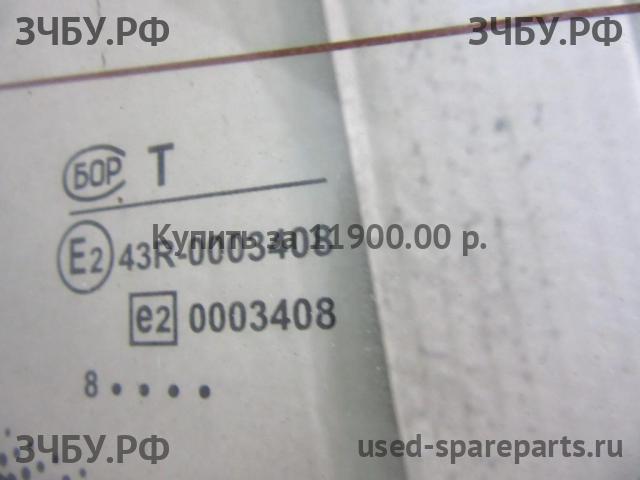 ЗЧБУ.РФ ЗЧБУ.РФ
БОР Т
E2 43R-0003408
Купить за 11900.00 р.
e2 0003408
8 • • • •
ЗЧБУ.РФ used-spareparts.ru